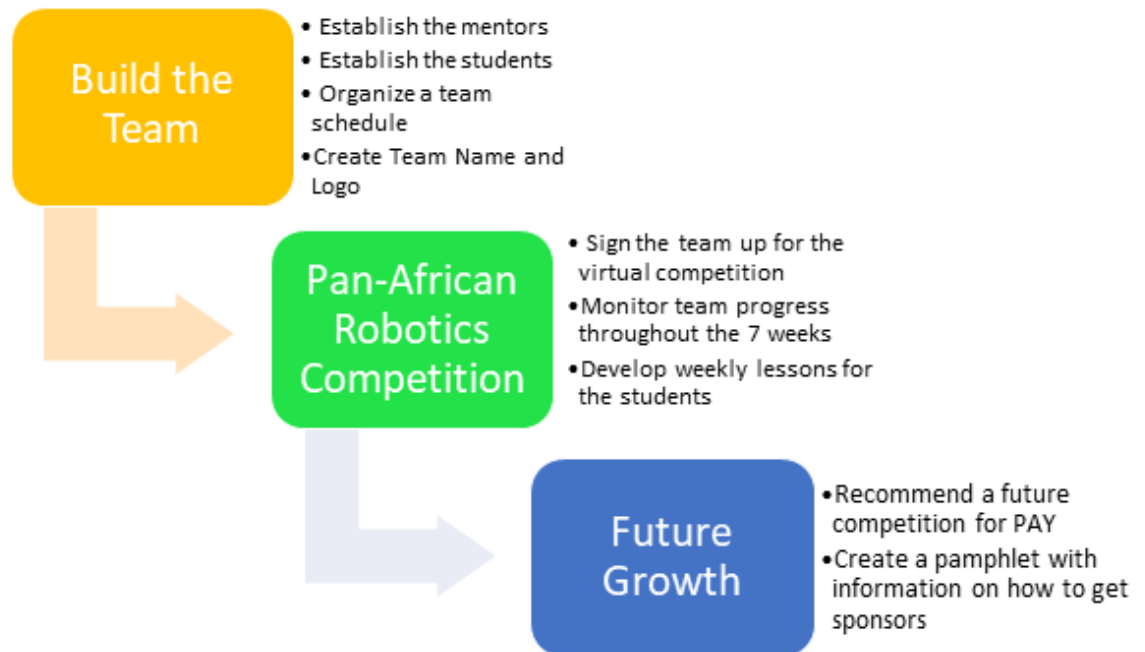 Build the
Team
• Establish the mentors
• Establish the students
• Organize a team
schedule
•Create Team Name and
Logo
Pan-African
Robotics
Competition
• Sign the team up for the
virtual competition
•Monitor team progress
throughout the 7 weeks
•Develop weekly lessons for
the students
Future
Growth
•Recommend a future
competition for PAY
•Create a pamphlet with
information on how to get
sponsors